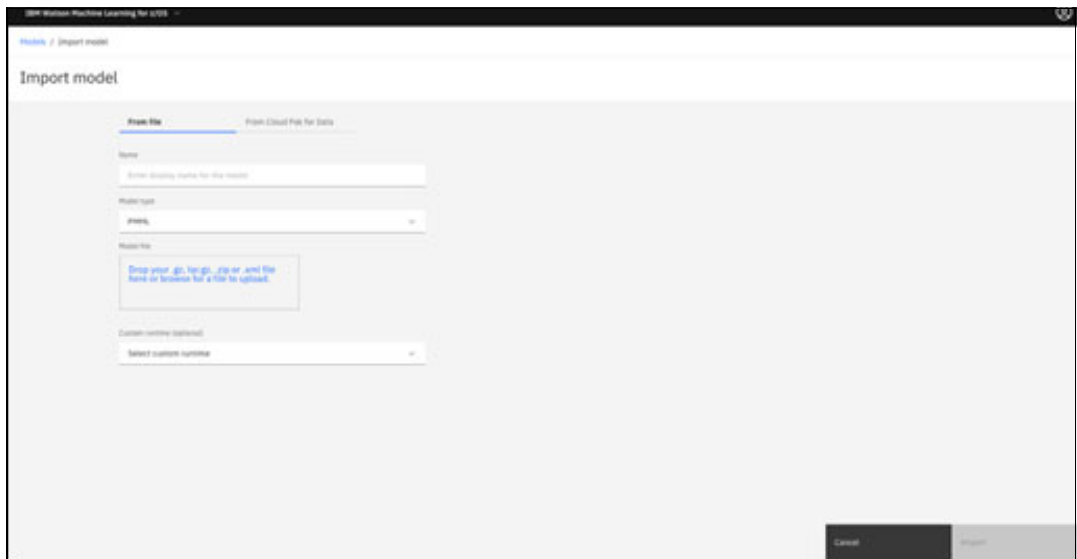 IBM Watson Machine Learning for z/OS
Models / Import model
Import model
From file
From Cloud Pak for Data
Name
Enter display name for the model
Model type
PMML
Model file
Drop your .gz, tar.gz, .zip or .xml file
here or browse for a file to upload.
Custom runtime (optional)
Select custom runtime
Cancel
Import